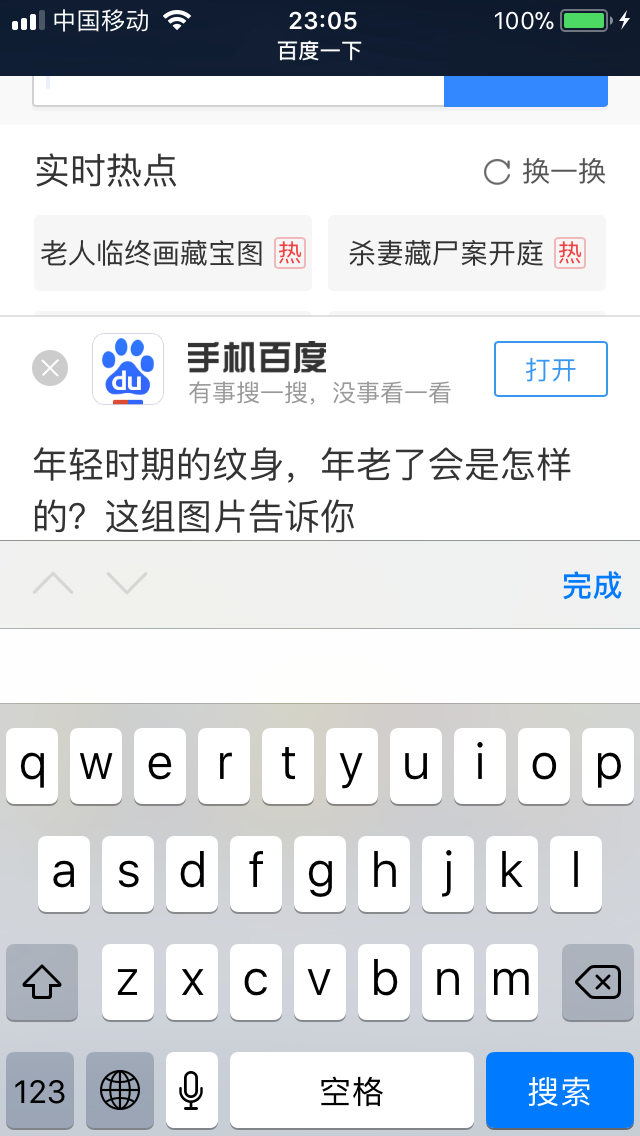 中国移动 23:05 100%
百度一下
实时热点 换一换
老人临终画藏宝图 热 杀妻藏尸案开庭 热
du 手机百度 打开
有事搜一搜，没事看一看
年轻时期的纹身，年老了会是怎样
的？这组图片告诉你
完成
q w e r t y u i o p
a s d f g h j k l
z x c v b n m
123 空格 搜索